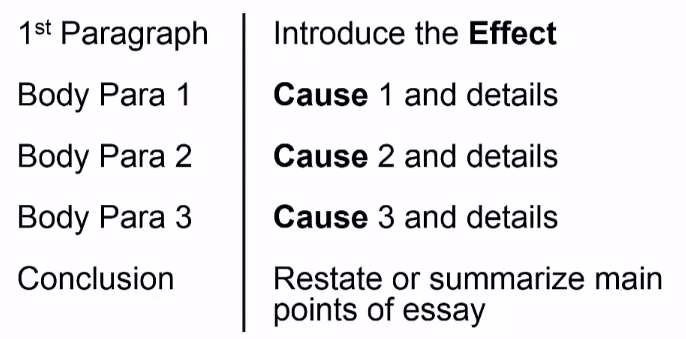 1st Paragraph Introduce the Effect
Body Para 1 Cause 1 and details
Body Para 2 Cause 2 and details
Body Para 3 Cause 3 and details
Conclusion Restate or summarize main
points of essay